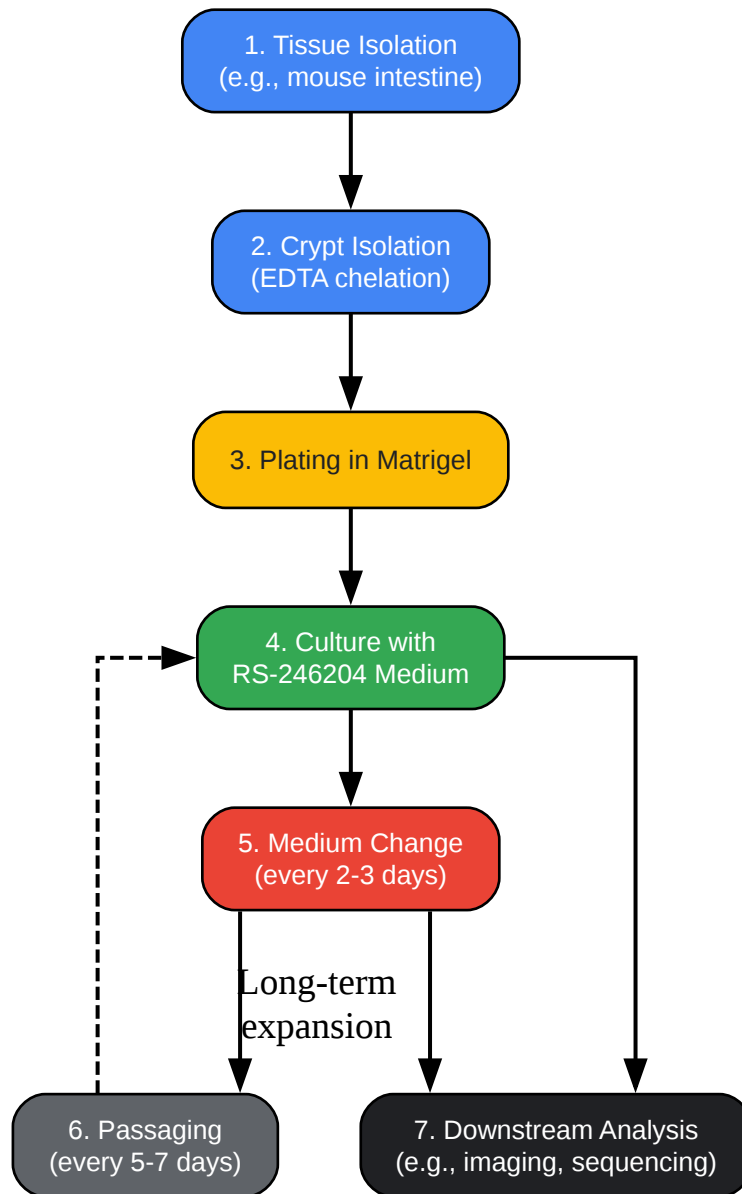 1. Tissue Isolation
(e.g., mouse intestine)
2. Crypt Isolation
(EDTA chelation)
3. Plating in Matrigel
4. Culture with
RS-246204 Medium
5. Medium Change
(every 2-3 days)
Long-term
expansion
6. Passaging
(every 5-7 days)
7. Downstream Analysis
(e.g., imaging, sequencing)